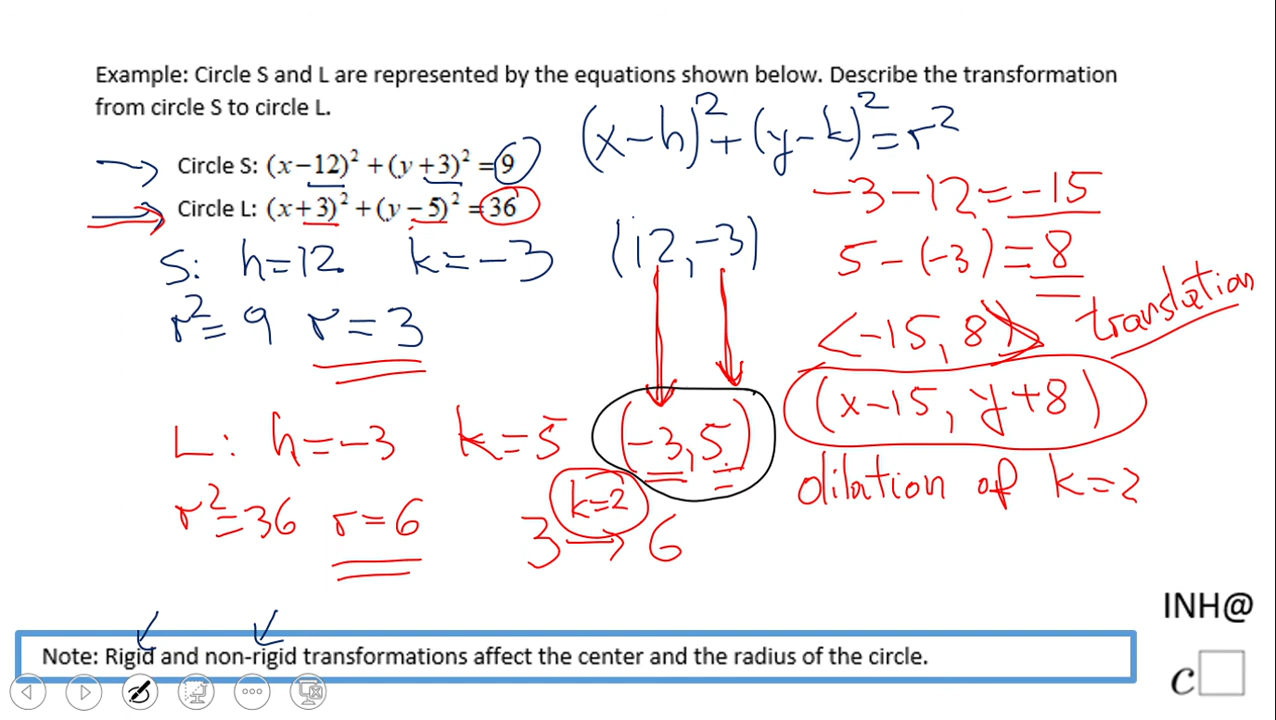 Example: Circle S and L are represented by the equations shown below. Describe the transformation
from circle S to circle L.
(x-h)²+(y-k)²=r²
Circle S: (x−12)² + (y+3)² = 9
Circle L: (x+3)² + (y−5)² = 36
-3-12=-15
S: h=12 k=-3 (12,-3)
5-(-3)=8
r²=9 r=3
<-15, 8>
translation
(x-15, y+8)
L: h=-3 k=5 (-3,5)
dilation of k=2
r²=36 r=6
k=2
3→6
INH@
Note: Rigid and non-rigid transformations affect the center and the radius of the circle.
c